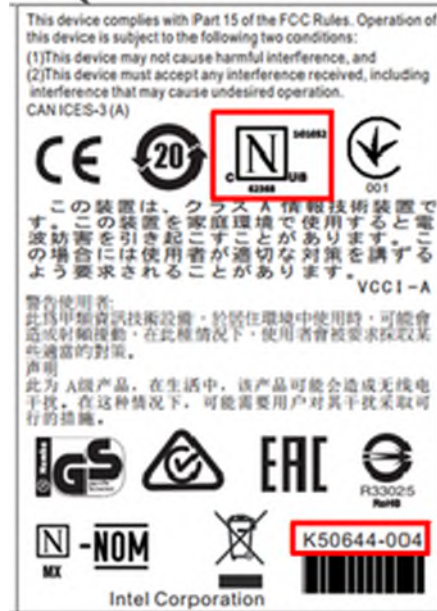 This device complies with Part 15 of the FCC Rules. Operation of
this device is subject to the following two conditions:
(1)This device may not cause harmful interference, and
(2)This device must accept any interference received, including
interference that may cause undesired operation.
CAN ICES-3 (A)
CE
20
C N US
62368
001
この装置は、クラスA情報技術装置で
す。この装置を家庭環境で使用すると電
波妨害を引き起こすことがあります。こ
の場合には使用者が適切な対策を講ずる
よう要求されることがあります。
VCCI-A
警告使用者:
此為甲類資訊技術設備，於居住環境中使用時，可能會
造成射頻擾動，在此種情況下，使用者會被要求採取某
些適當的對策。
声明
此为 A级产品，在生活中，该产品可能会造成无线电
干扰。在这种情况下，可能需要用户对其干扰采取可
行的措施。
GS
EAC
R33025
RoHS
N -NOM
MX
K50644-004
Intel Corporation